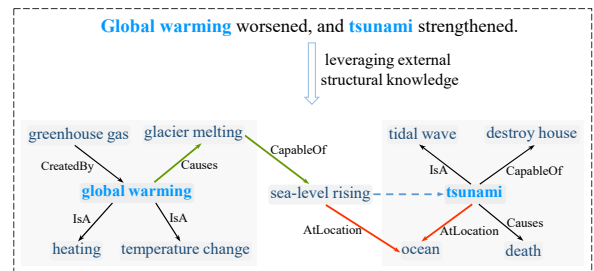 Global warming worsened, and tsunami strengthened.
leveraging external
structural knowledge
greenhouse gas
glacier melting
tidal wave
destroy house
CreatedBy
Causes
CapableOf
IsA
CapableOf
global warming
sea-level rising
tsunami
IsA
IsA
AtLocation
AtLocation
Causes
heating
temperature change
ocean
death